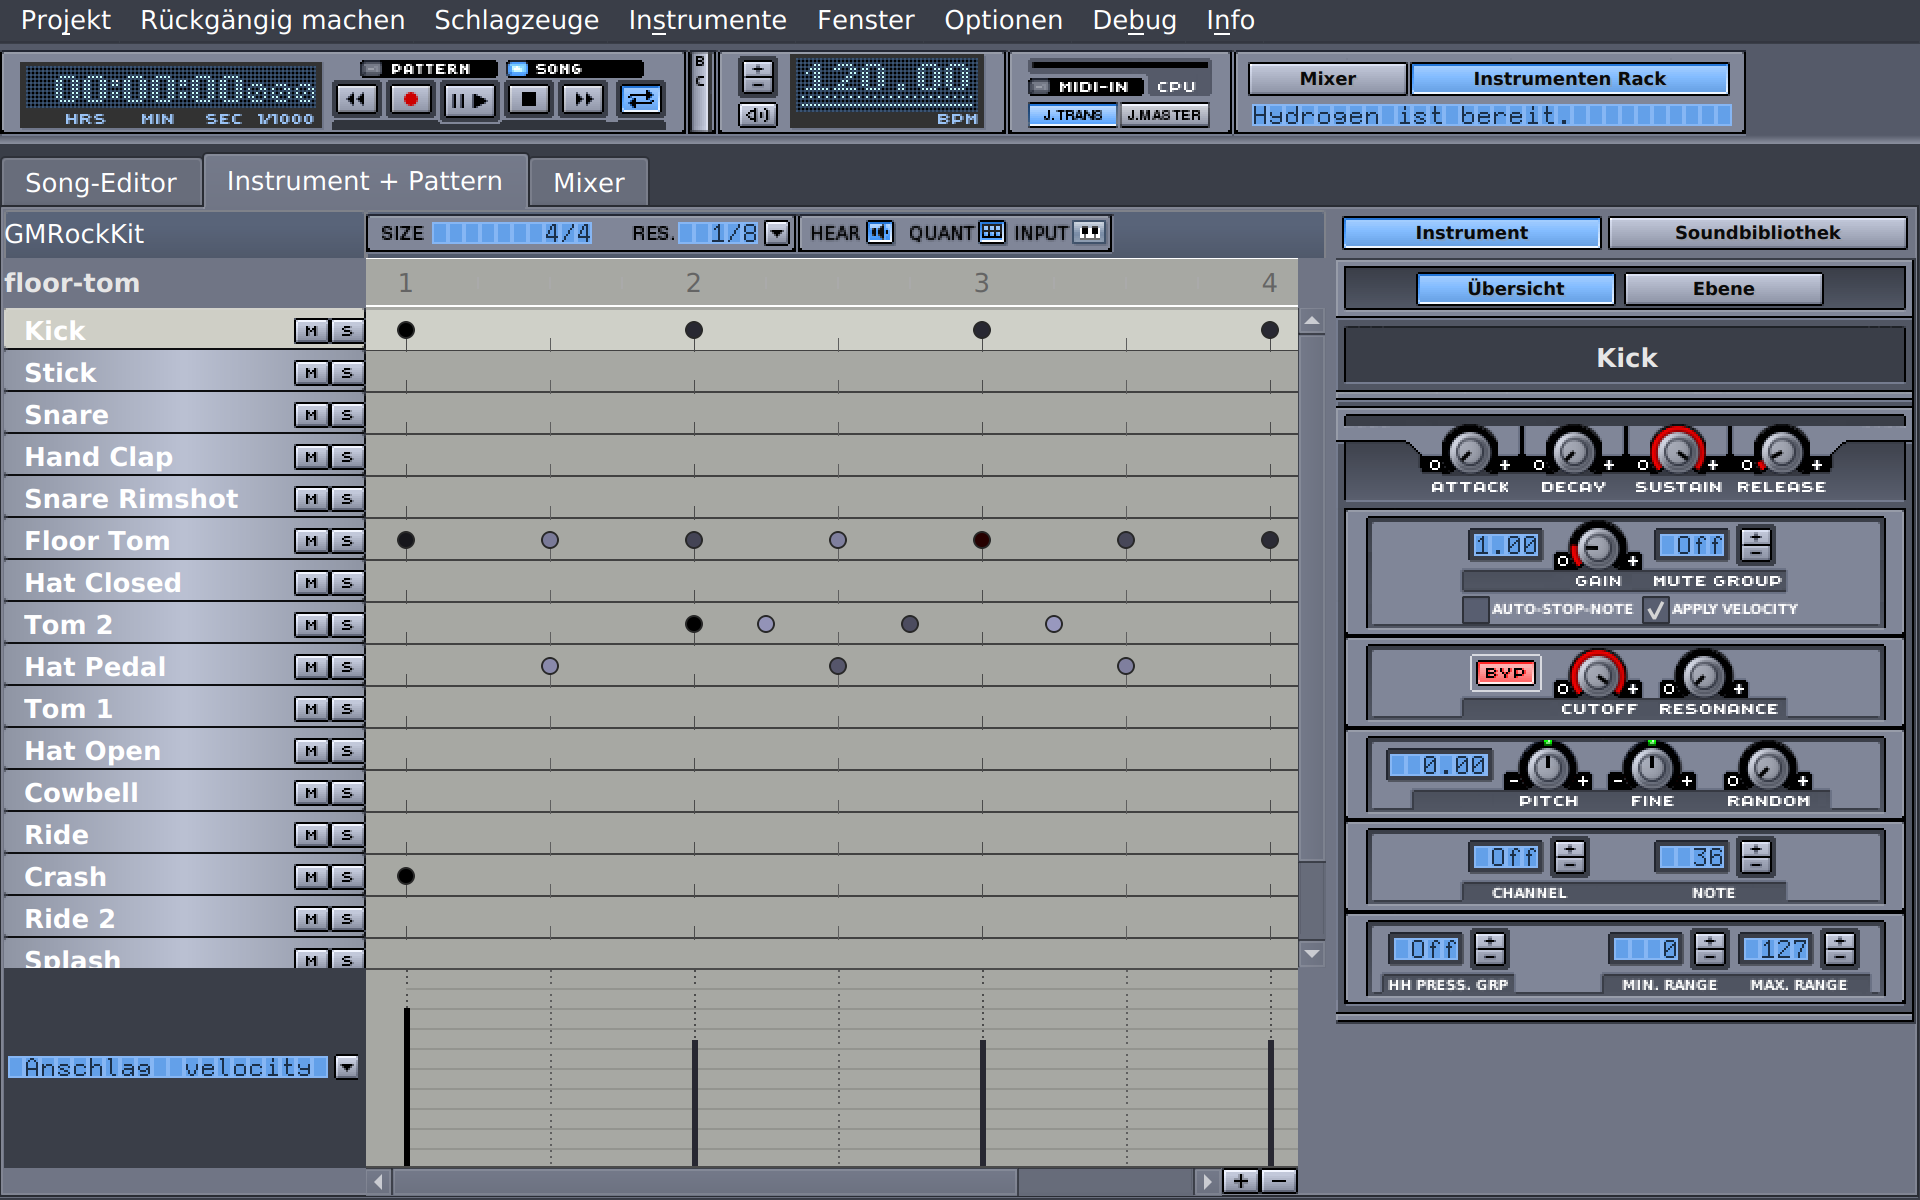 Projekt Rückgängig machen Schlagzeuge Instrumente Fenster Optionen Debug Info
PATTERN SONG
00:00:00000
HRS MIN SEC 1/1000
B
C
120.00
BPM
MIDI-IN CPU
J.TRANS J.MASTER
Mixer Instrumenten Rack
Hydrogen ist bereit.
Song-Editor Instrument + Pattern Mixer
GMRockKit
SIZE 4/4 RES. 1/8 HEAR QUANT INPUT
Instrument Soundbibliothek
floor-tom
1 2 3 4
Übersicht Ebene
Kick M S
Stick M S
Snare M S
Hand Clap M S
Snare Rimshot M S
Floor Tom M S
Hat Closed M S
Tom 2 M S
Hat Pedal M S
Tom 1 M S
Hat Open M S
Cowbell M S
Ride M S
Crash M S
Ride 2 M S
Splash M S
Anschlag velocity
Kick
ATTACK DECAY SUSTAIN RELEASE
1.00 Off
GAIN MUTE GROUP
AUTO-STOP-NOTE APPLY VELOCITY
BYP
CUTOFF RESONANCE
0.00
PITCH FINE RANDOM
Off 36
CHANNEL NOTE
Off 0 127
HH PRESS. GRP MIN. RANGE MAX. RANGE